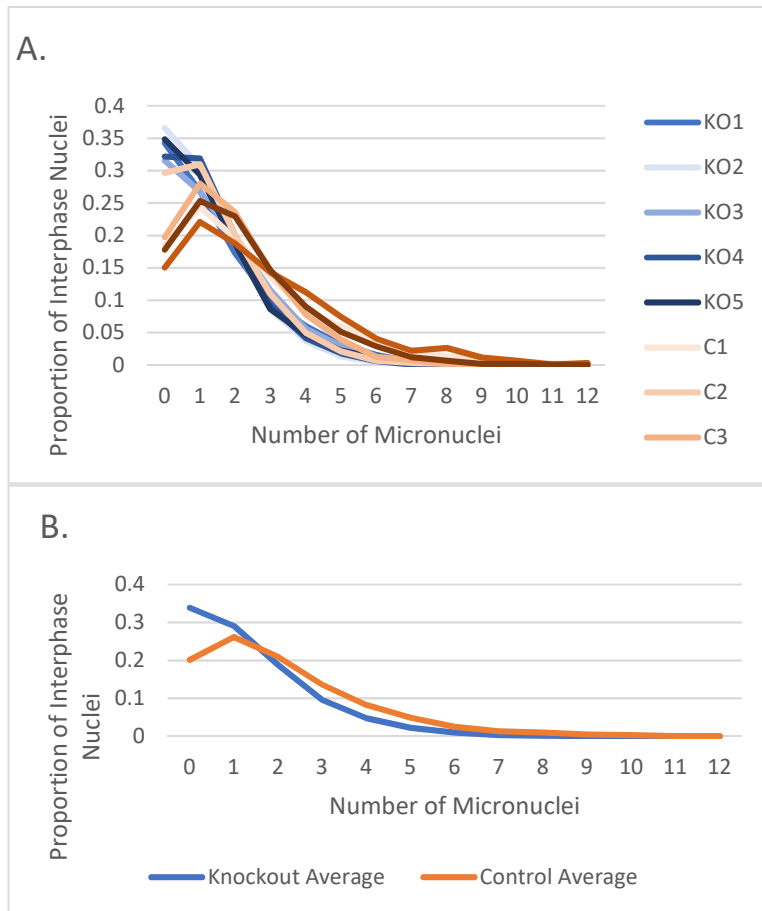 A.
Proportion of Interphase Nuclei
0.4
0.35
0.3
0.25
0.2
0.15
0.1
0.05
0
0 1 2 3 4 5 6 7 8 9 10 11 12
Number of Micronuclei
KO1
KO2
KO3
KO4
KO5
C1
C2
C3
B.
Proportion of Interphase
Nuclei
0.4
0.3
0.2
0.1
0
0 1 2 3 4 5 6 7 8 9 10 11 12
Number of Micronuclei
Knockout Average Control Average